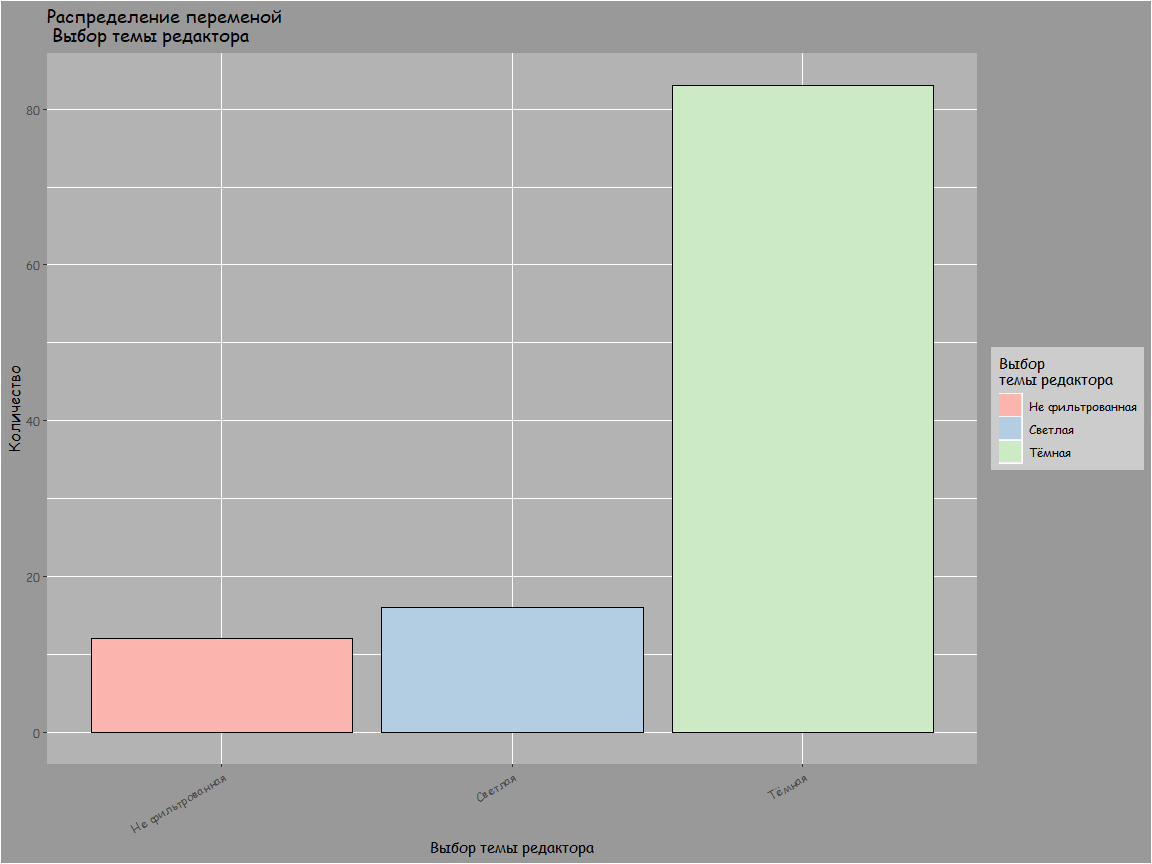 Распределение переменой
Выбор темы редактора
Количество
80
60
40
20
0
Не фильтрованная
Светлая
Тёмная
Выбор темы редактора
Выбор
темы редактора
Не фильтрованная
Светлая
Тёмная